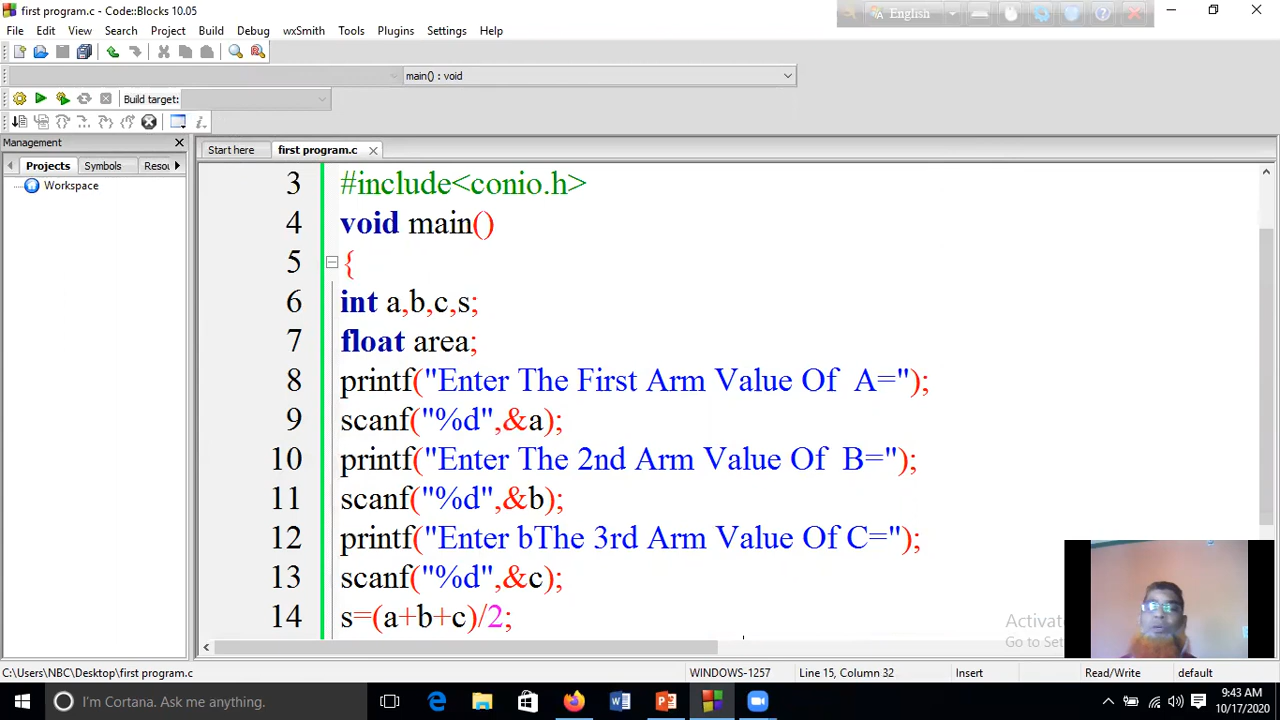 first program.c - Code::Blocks 10.05
English
File Edit View Search Project Build Debug wxSmith Tools Plugins Settings Help
main() : void
Build target:
Management
Projects Symbols Resou
Workspace
Start here first program.c
3 #include<conio.h>
4 void main()
5 {
6 int a,b,c,s;
7 float area;
8 printf("Enter The First Arm Value Of  A=");
9 scanf("%d",&a);
10 printf("Enter The 2nd Arm Value Of  B=");
11 scanf("%d",&b);
12 printf("Enter bThe 3rd Arm Value Of C=");
13 scanf("%d",&c);
14 s=(a+b+c)/2;
Activat
Go to Set
C:\Users\NBC\Desktop\first program.c WINDOWS-1257 Line 15, Column 32 Insert Read/Write default
I'm Cortana. Ask me anything.
9:43 AM
10/17/2020